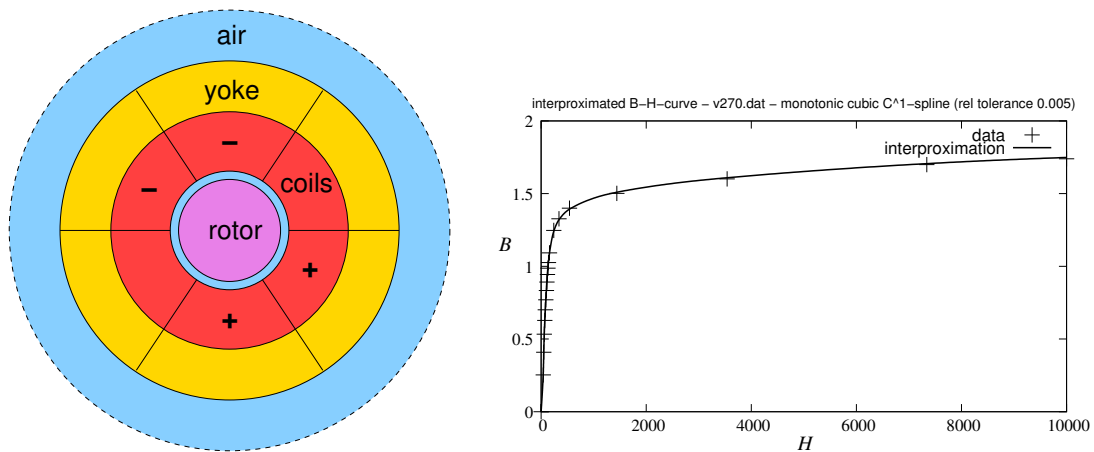 air
yoke
−
−
coils
rotor
+
+
interproximated B−H−curve − v270.dat − monotonic cubic C^1−spline (rel tolerance 0.005)
data
interproximation
2
1.5
1
0.5
0
B
0 2000 4000 6000 8000 10000
H